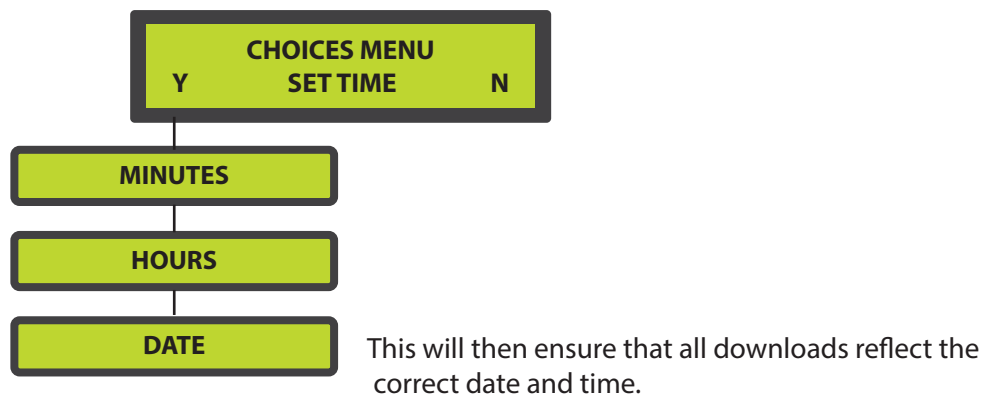 CHOICES MENU
Y SET TIME N
MINUTES
HOURS
DATE
This will then ensure that all downloads reflect the
correct date and time.